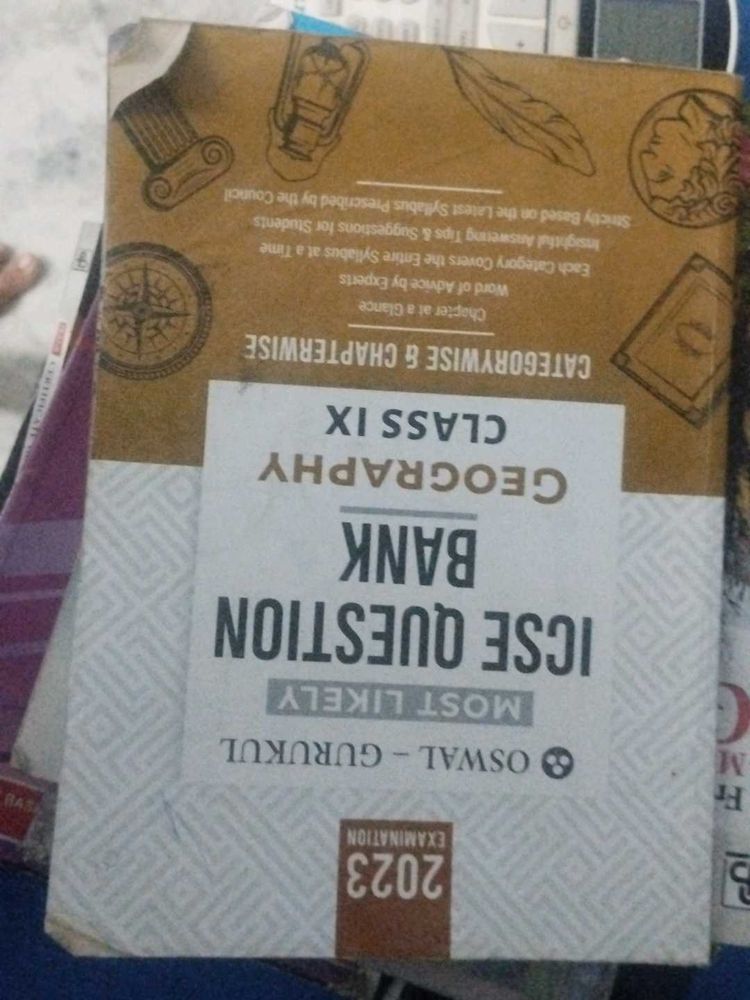 2023
EXAMINATION
OSWAL – GURUKUL
MOST LIKELY
ICSE QUESTION
BANK
GEOGRAPHY
CLASS IX
CATEGORYWISE & CHAPTERWISE
Chapter at a Glance
Word of Advice by Experts
Each Category Covers the Entire Syllabus at a Time
Insightful Answering Tips & Suggestions for Students
Strictly Based on the Latest Syllabus Prescribed by the Council